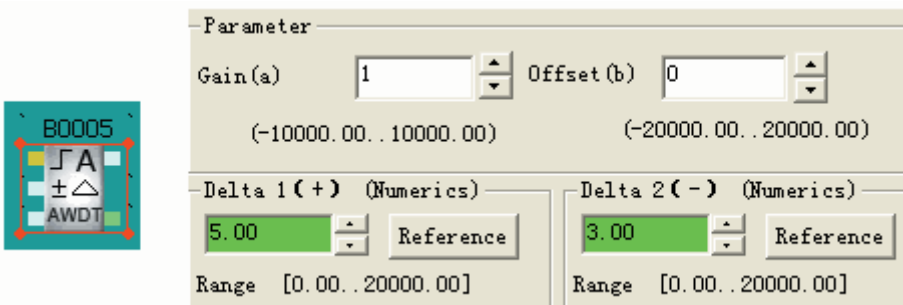 Parameter
Gain(a) 1 Offset(b) 0
(-10000.00..10000.00) (-20000.00..20000.00)
B0005
A
±△
AWDT
Delta 1(+) (Numerics) Delta 2(-) (Numerics)
5.00 Reference 3.00 Reference
Range [0.00..20000.00] Range [0.00..20000.00]